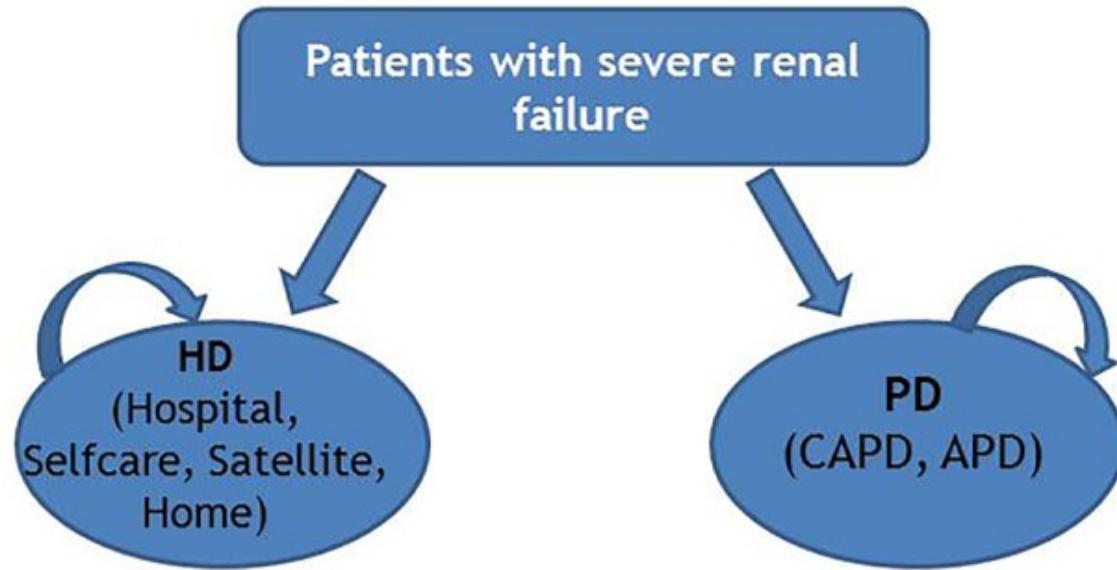 Patients with severe renal
failure
HD
(Hospital,
Selfcare, Satellite,
Home)
PD
(CAPD, APD)